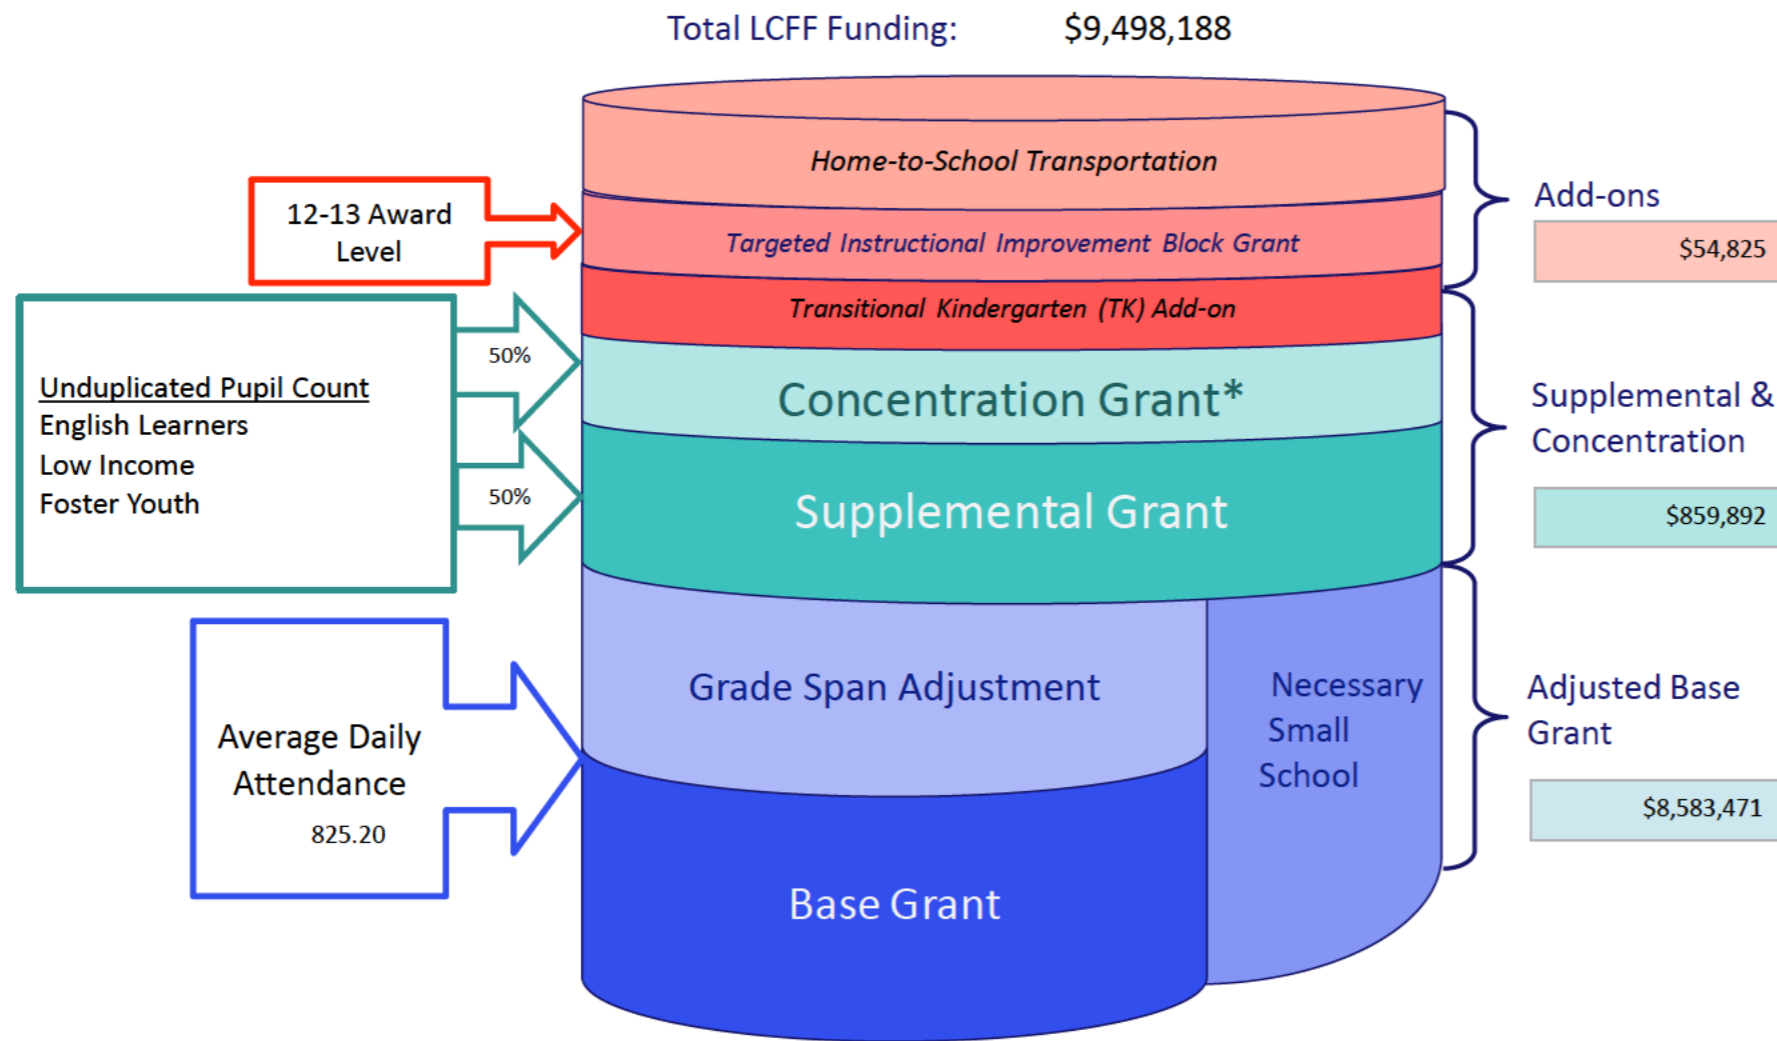 Total LCFF Funding: $9,498,188
Home-to-School Transportation
12-13 Award
Level
Targeted Instructional Improvement Block Grant
Add-ons
$54,825
Transitional Kindergarten (TK) Add-on
50%
Unduplicated Pupil Count
English Learners
Low Income
Foster Youth
50%
Concentration Grant*
Supplemental Grant
Supplemental &
Concentration
$859,892
Average Daily
Attendance
825.20
Grade Span Adjustment
Necessary
Small
School
Adjusted Base
Grant
$8,583,471
Base Grant